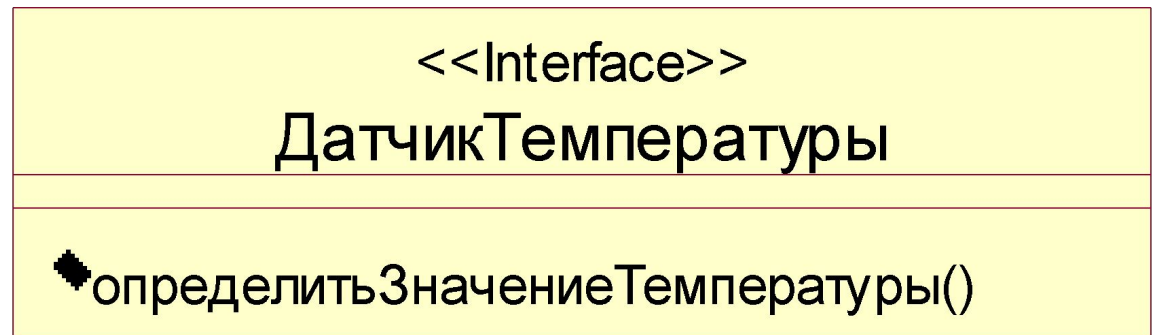 <<Interface>>
ДатчикТемпературы
определитьЗначениеТемпературы()